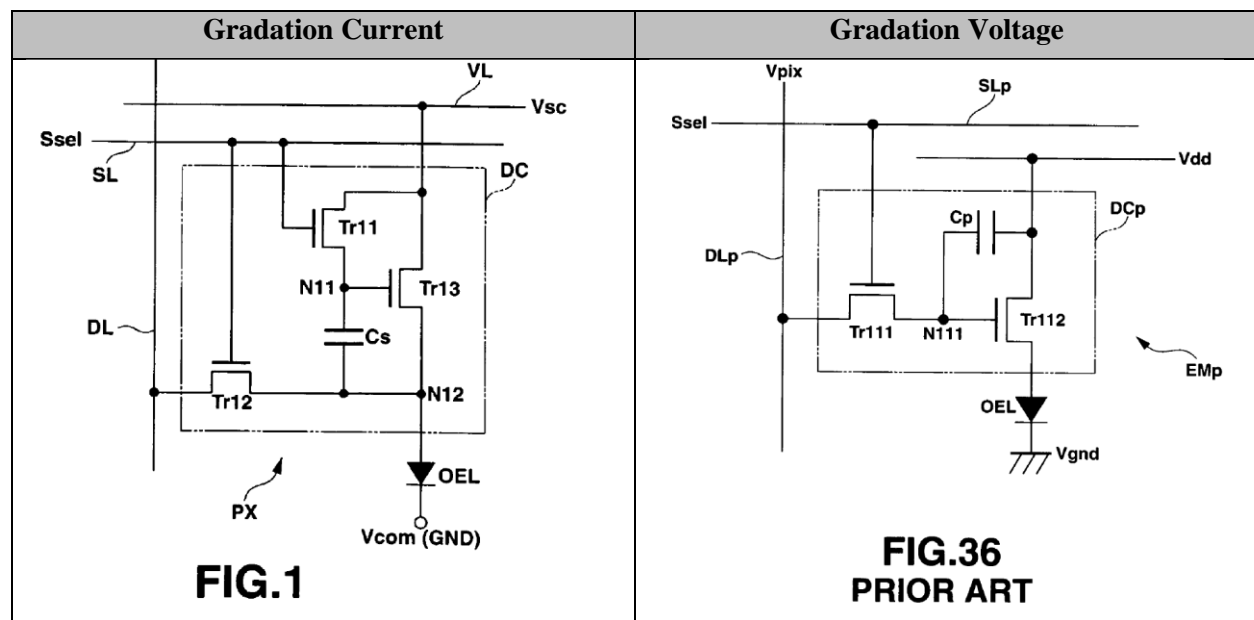 Gradation Current
Gradation Voltage
VL
Vsc
Ssel
SL
DC
Tr11
N11
Tr13
DL
Cs
Tr12
N12
OEL
PX
Vcom (GND)
FIG.1
Vpix
SLp
Ssel
Vdd
Cp
DCp
DLp
Tr111
N111
Tr112
EMp
OEL
Vgnd
FIG.36
PRIOR ART